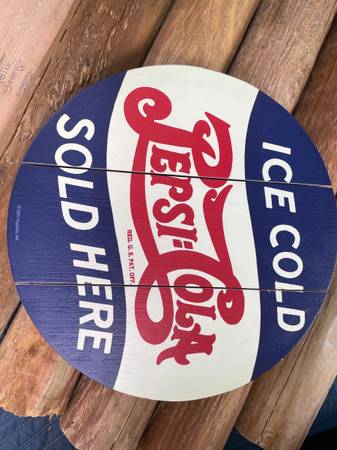 ICE COLD
PEPSI:COLA
REG. U.S. PAT. OFF.
SOLD HERE